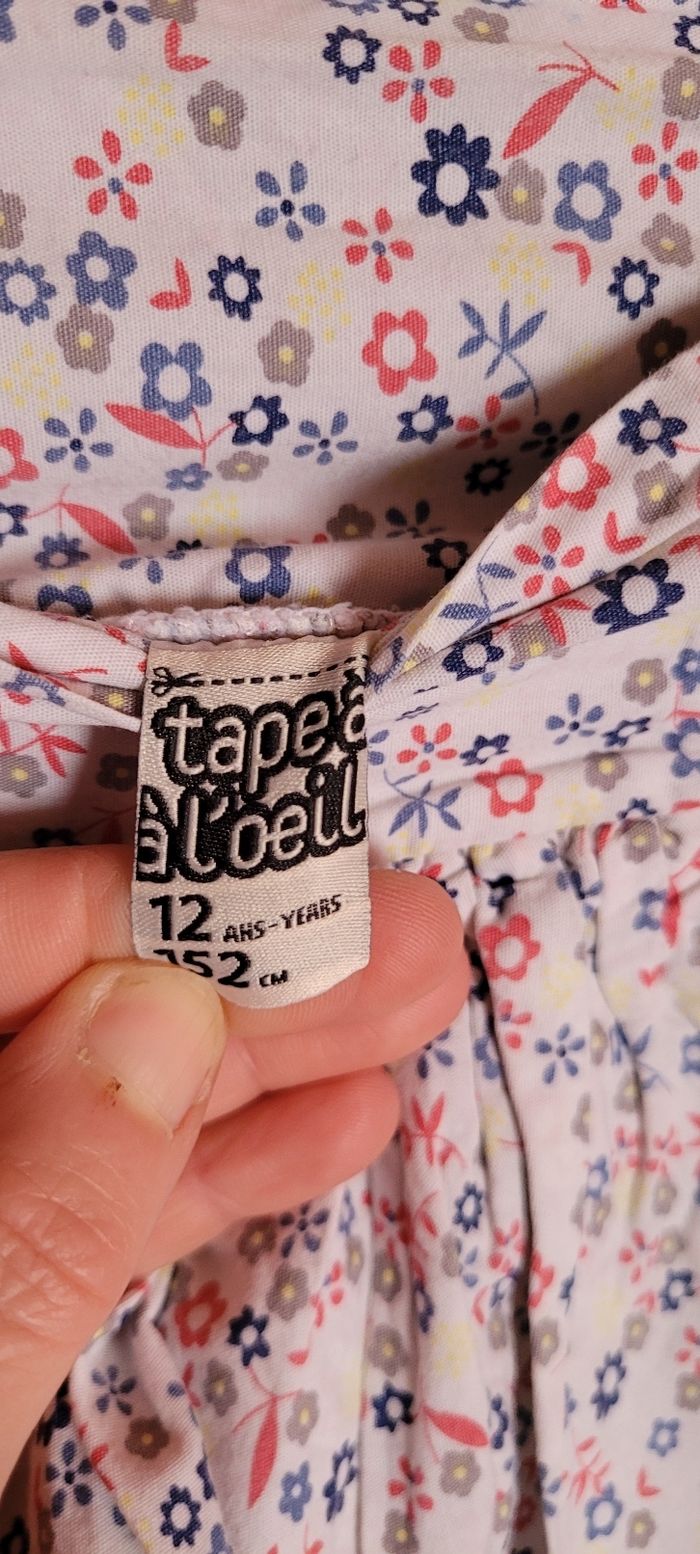 tape à
à l'oeil
12 ANS-YEARS
152 CM